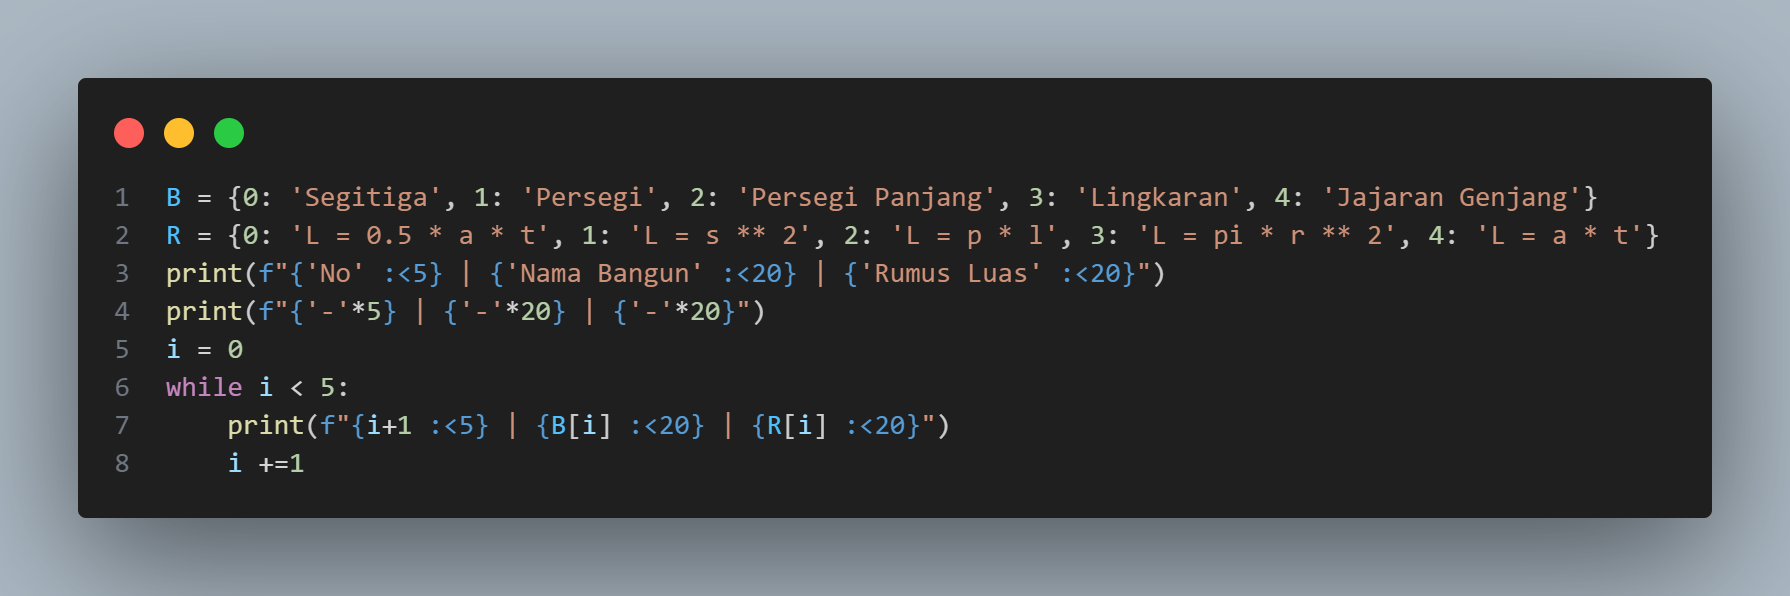 1 B = {0: 'Segitiga', 1: 'Persegi', 2: 'Persegi Panjang', 3: 'Lingkaran', 4: 'Jajaran Genjang'}
2 R = {0: 'L = 0.5 * a * t', 1: 'L = s ** 2', 2: 'L = p * l', 3: 'L = pi * r ** 2', 4: 'L = a * t'}
3 print(f"{'No' :<5} | {'Nama Bangun' :<20} | {'Rumus Luas' :<20}")
4 print(f"{'-'*5} | {'-'*20} | {'-'*20}")
5 i = 0
6 while i < 5:
7     print(f"{i+1 :<5} | {B[i] :<20} | {R[i] :<20}")
8     i +=1